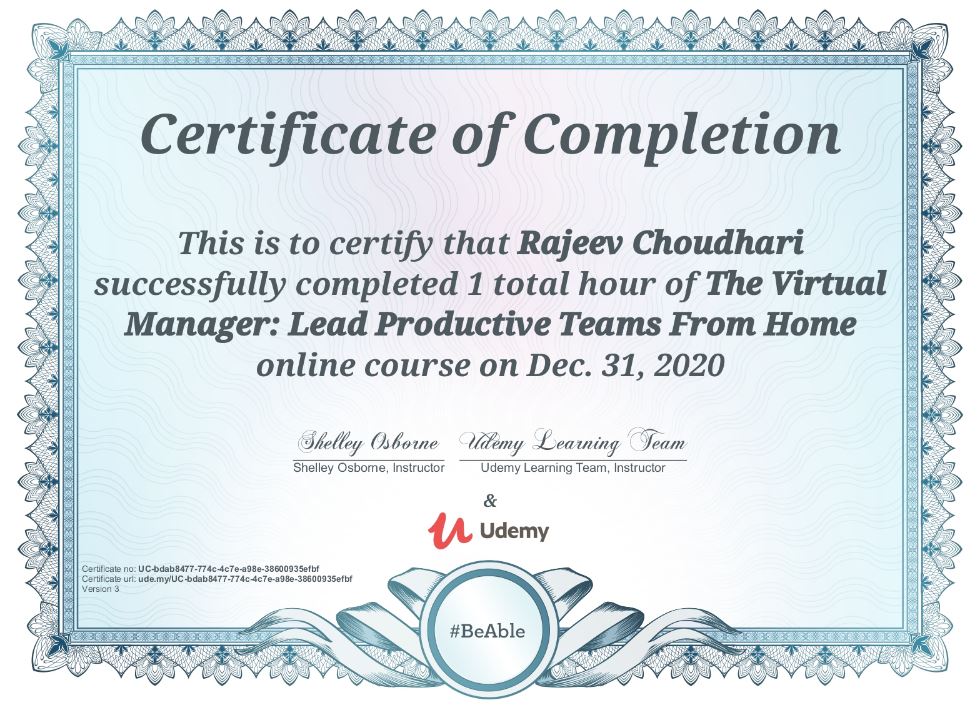 Certificate of Completion
This is to certify that Rajeev Choudhari
successfully completed 1 total hour of The Virtual
Manager: Lead Productive Teams From Home
online course on Dec. 31, 2020
Shelley Osborne Udemy Learning Team
Shelley Osborne, Instructor Udemy Learning Team, Instructor
&
Udemy
Certificate no: UC-bdab8477-774c-4c7e-a98e-38600935efbf
Certificate url: ude.my/UC-bdab8477-774c-4c7e-a98e-38600935efbf
Version 3
#BeAble